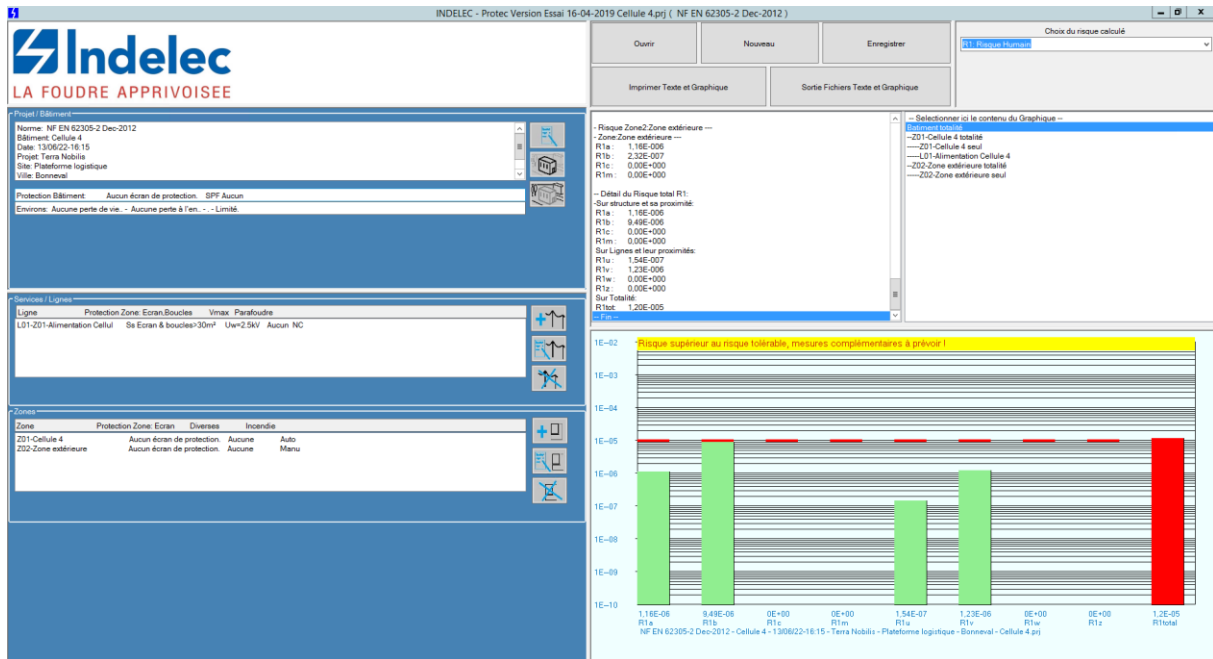 INDELEC - Protec Version Essai 16-04-2019 Cellule 4.prj ( NF EN 62305-2 Dec-2012 )
Indelec
LA FOUDRE APPRIVOISEE
Ouvrir
Nouveau
Enregistrer
Imprimer Texte et Graphique
Sortie Fichiers Texte et Graphique
Choix du risque calculé
R1: Risque Humain
Projet / Bâtiment
Norme: NF EN 62305-2 Dec-2012
Bâtiment: Cellule 4
Date: 13/06/22-16:15
Projet: Terra Nobilis
Site: Plateforme logistique
Ville: Bonneval
Protection Bâtiment: Aucun écran de protection. SPF Aucun
Environs: Aucune perte de vie.. - Aucune perte à l'en.. - . - Limité.
Services / Lignes
Ligne Protection Zone: Ecran,Boucles Vmax Parafoudre
L01-Z01-Alimentation Cellul Ss Ecran & boucles>30m² Uw=2.5kV Aucun NC
Zones
Zone Protection Zone: Ecran Diverses Incendie
Z01-Cellule 4 Aucun écran de protection. Aucune Auto
Z02-Zone extérieure Aucun écran de protection. Aucune Manu
- Risque Zone2:Zone extérieure ---
- Zone:Zone extérieure ---
R1a : 1,16E-006
R1b : 2,32E-007
R1c : 0,00E+000
R1m : 0,00E+000
-- Détail du Risque total R1:
-Sur structure et sa proximité:
R1a : 1,16E-006
R1b : 9,49E-006
R1c : 0,00E+000
R1m : 0,00E+000
Sur Lignes et leur proximités:
R1u : 1,54E-007
R1v : 1,23E-006
R1w : 0,00E+000
R1z : 0,00E+000
Sur Totalité:
R1tot: 1,20E-005
-- Fin --
-- Selectionner ici le contenu du Graphique --
Batiment totalité
--Z01-Cellule 4 totalité
-----Z01-Cellule 4 seul
-----L01-Alimentation Cellule 4
--Z02-Zone extérieure totalité
-----Z02-Zone extérieure seul
Risque supérieur au risque tolérable, mesures complémentaires à prévoir !
1E-02
1E-03
1E-04
1E-05
1E-06
1E-07
1E-08
1E-09
1E-10
1,16E-06 9,49E-06 0E+00 0E+00 1,54E-07 1,23E-06 0E+00 0E+00 1,2E-05
R1a R1b R1c R1m R1u R1v R1w R1z R1total
NF EN 62305-2 Dec-2012 - Cellule 4 - 13/06/22-16:15 - Terra Nobilis - Plateforme logistique - Bonneval - Cellule 4.prj